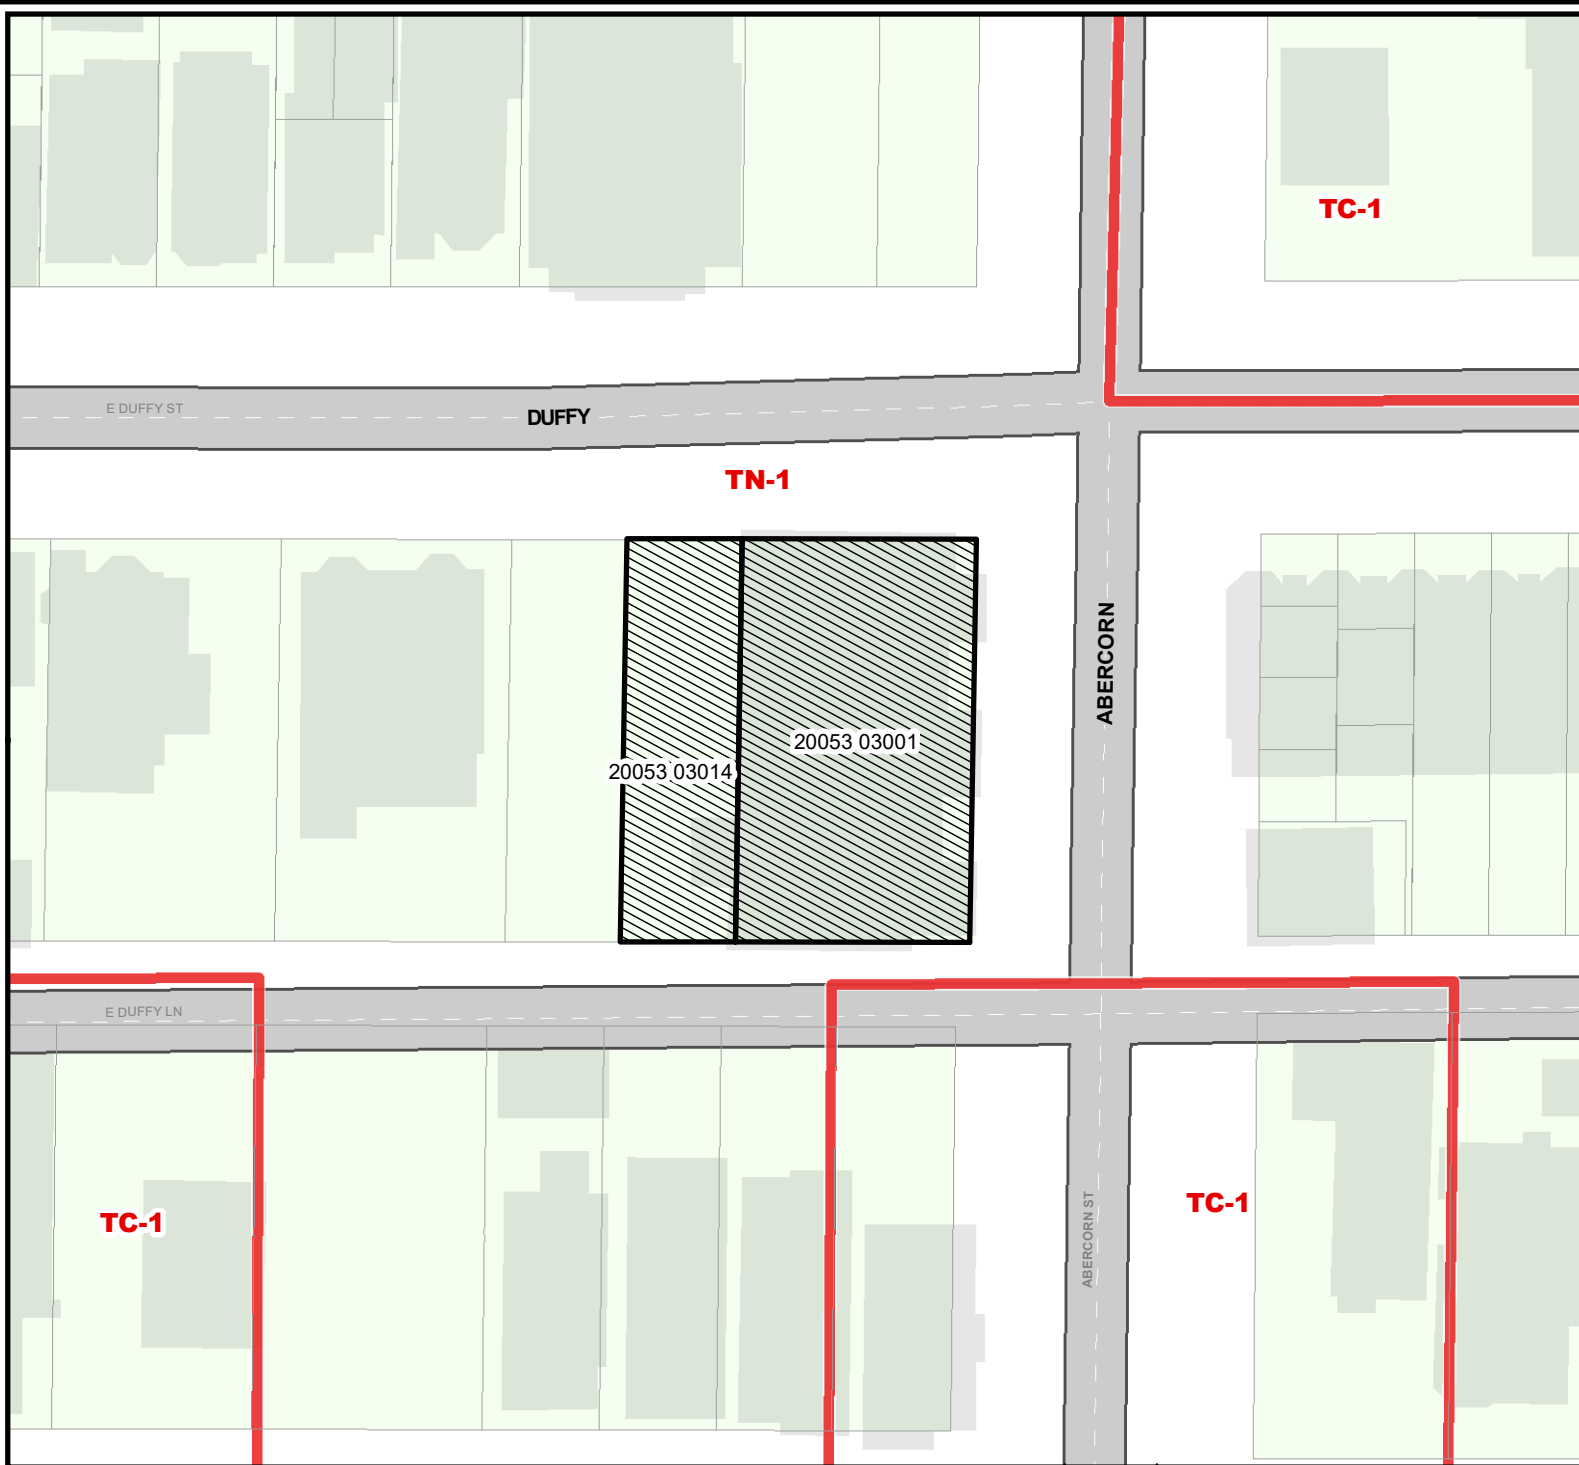 TC-1
E DUFFY ST
DUFFY
TN-1
ABERCORN
20053 03001
20053 03014
E DUFFY LN
TC-1
ABERCORN ST
TC-1